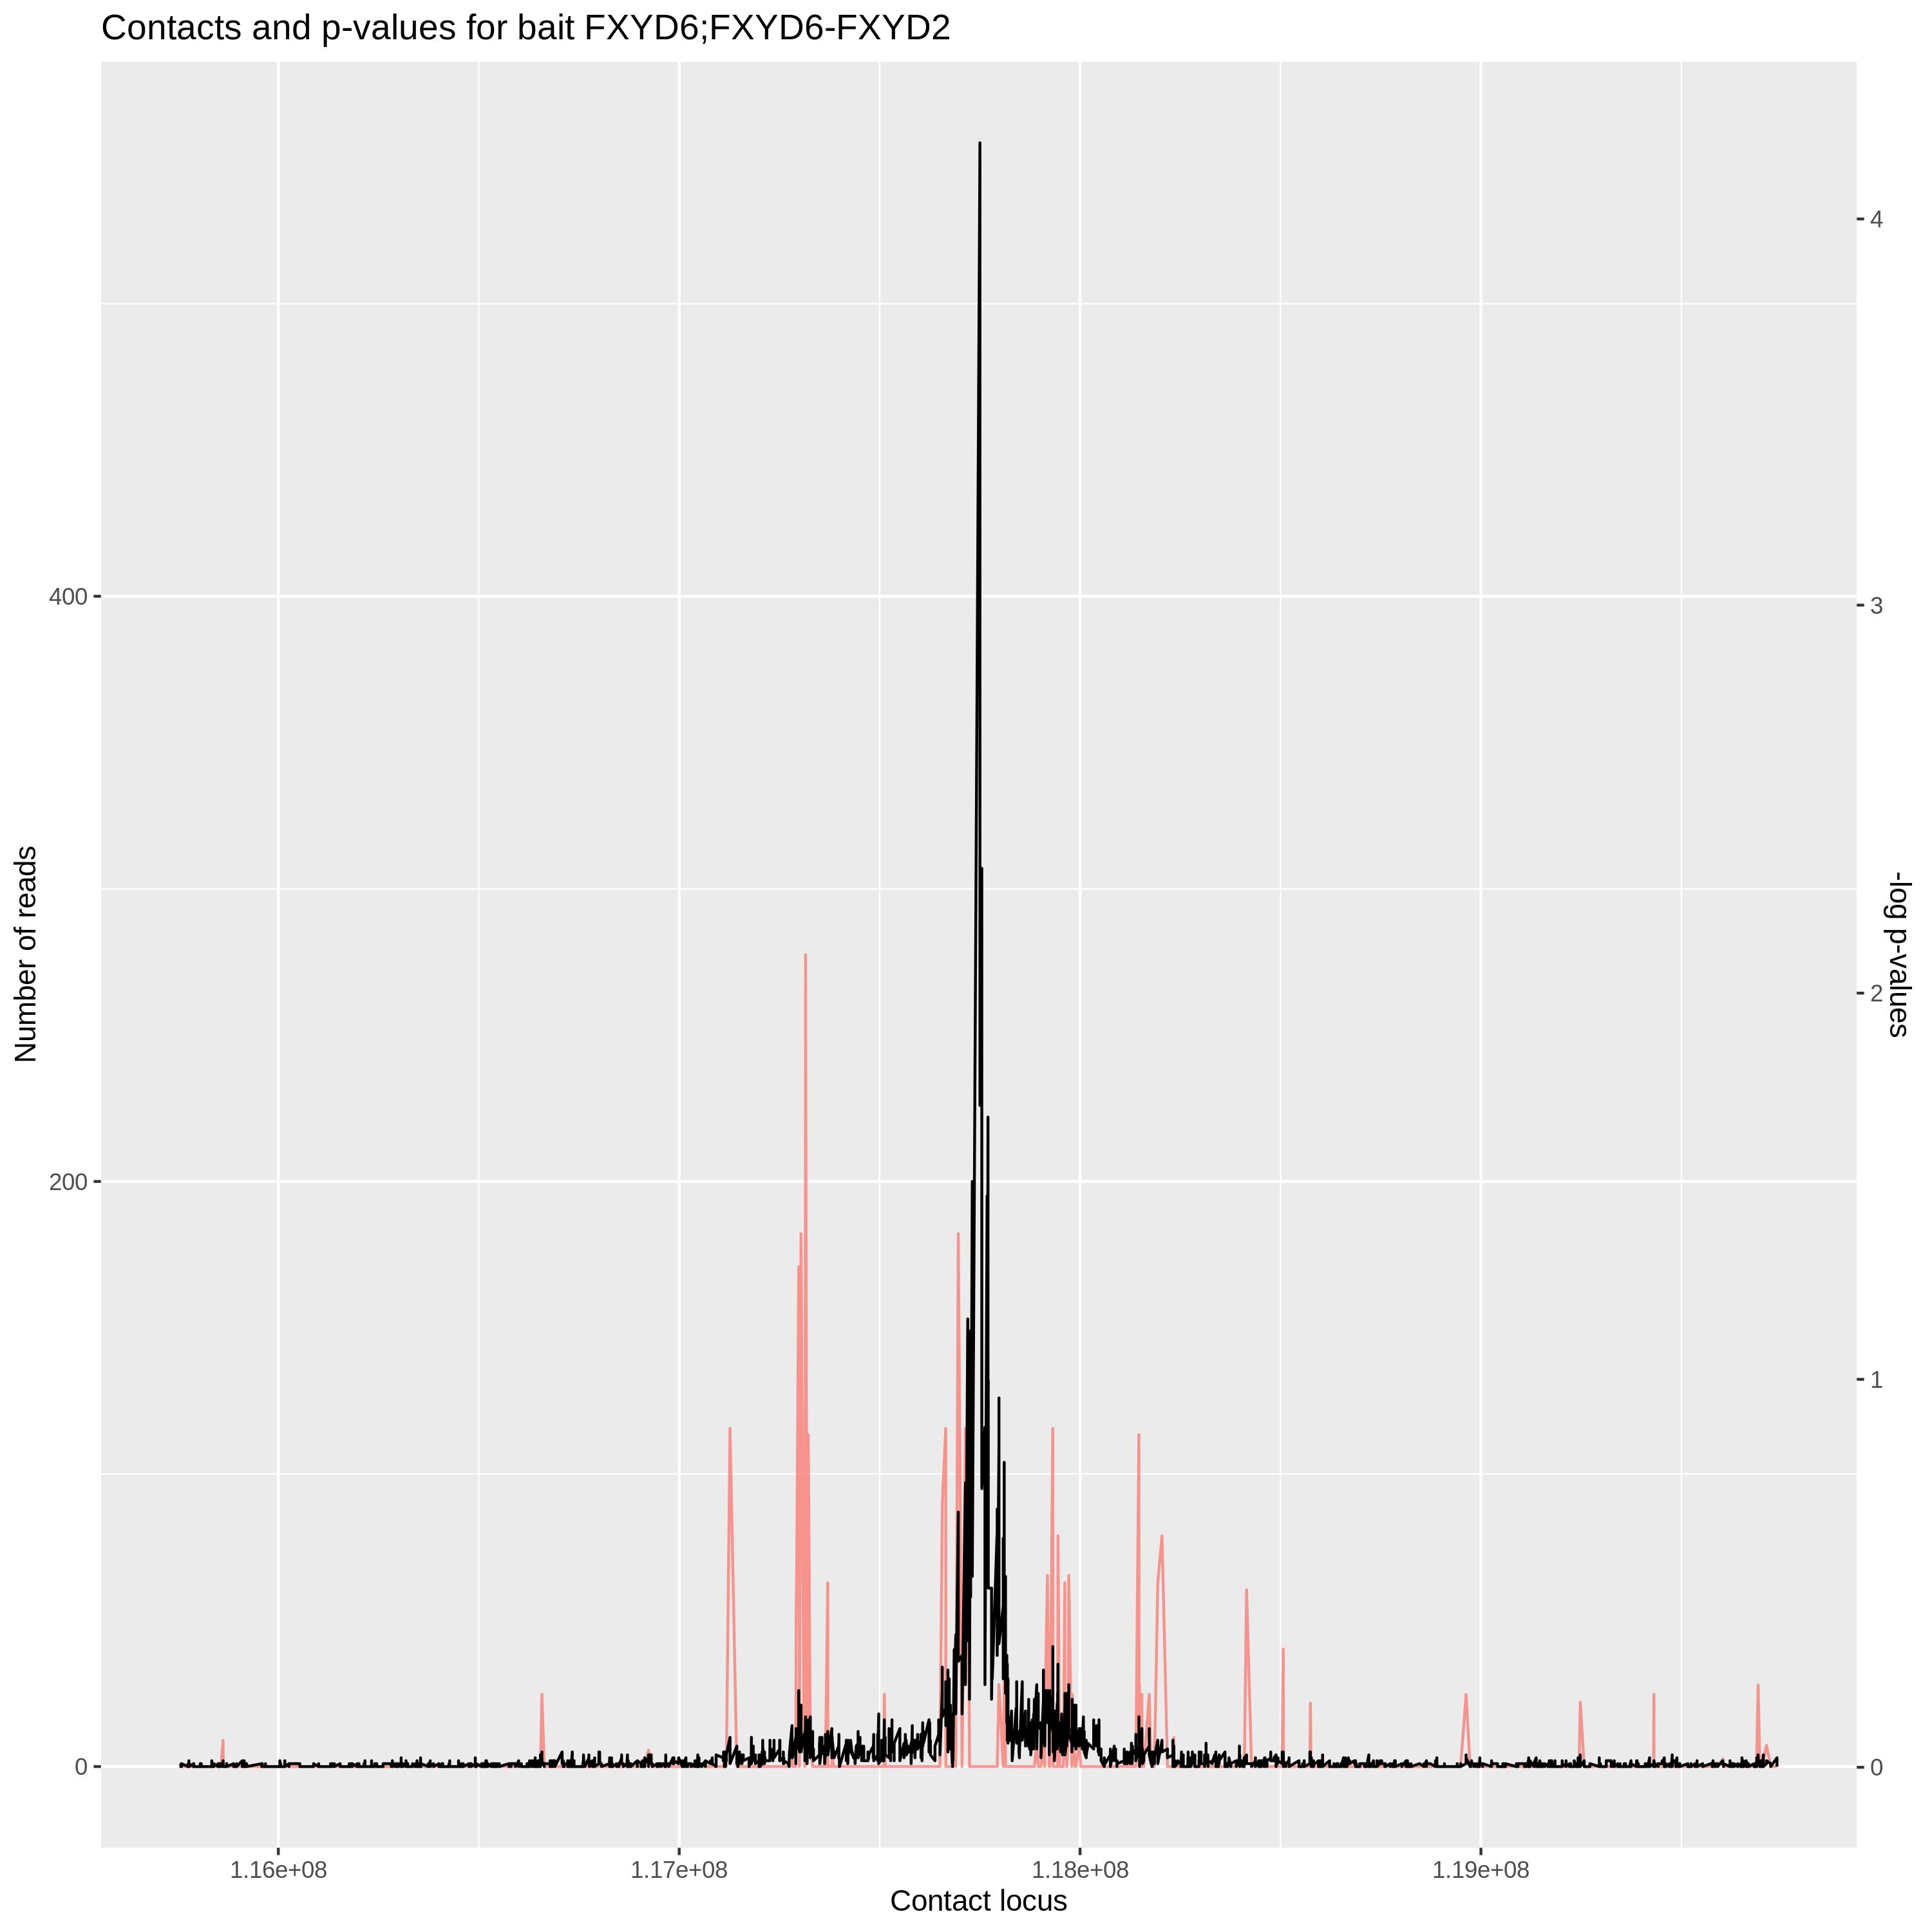 Contacts and p-values for bait FXYD6;FXYD6-FXYD2
Number of reads
400
200
0
4
3
2
1
0
-log p-values
1.16e+08
1.17e+08
1.18e+08
1.19e+08
Contact locus